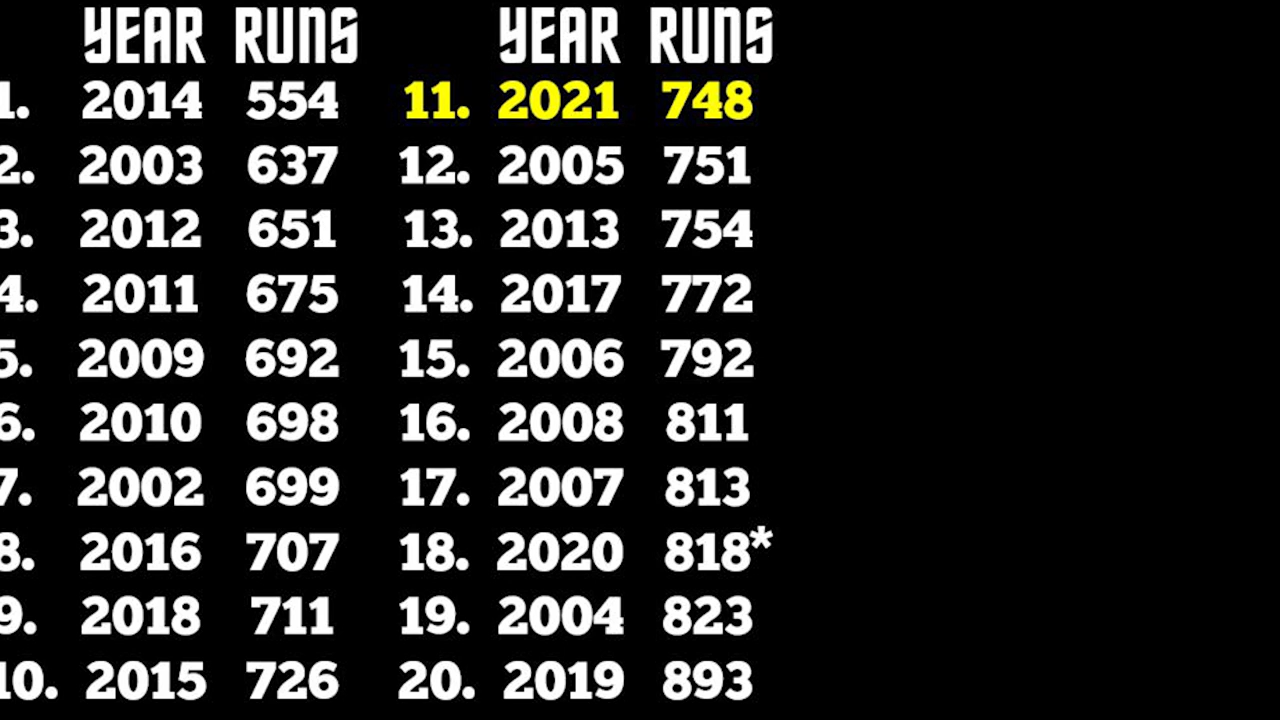 YEAR RUNS YEAR RUNS
1. 2014 554 11. 2021 748
2. 2003 637 12. 2005 751
3. 2012 651 13. 2013 754
4. 2011 675 14. 2017 772
5. 2009 692 15. 2006 792
6. 2010 698 16. 2008 811
7. 2002 699 17. 2007 813
8. 2016 707 18. 2020 818*
9. 2018 711 19. 2004 823
10. 2015 726 20. 2019 893